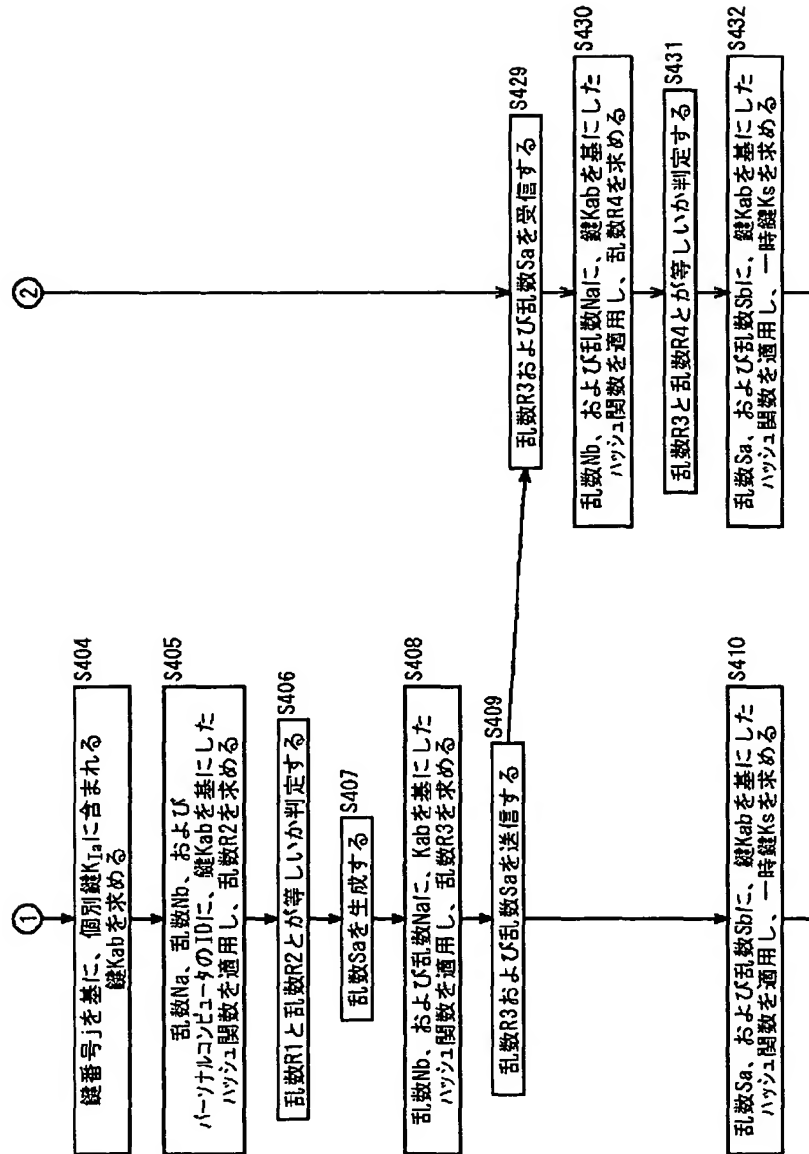 ①
S404
鍵番号jを基に、個別鍵K_Iaに含まれる
鍵Kabを求める
S405
乱数Na、乱数Nb、および
パーソナルコンピュータのIDに、鍵Kabを基にした
ハッシュ関数を適用し、乱数R2を求める
S406
乱数R1と乱数R2とが等しいか判定する
S407
乱数Saを生成する
S408
乱数Nb、および乱数Naに、Kabを基にした
ハッシュ関数を適用し、乱数R3を求める
S409
乱数R3および乱数Saを送信する
S410
乱数Sa、および乱数Sbに、鍵Kabを基にした
ハッシュ関数を適用し、一時鍵Ksを求める
②
S429
乱数R3および乱数Saを受信する
S430
乱数Nb、および乱数Naに、鍵Kabを基にした
ハッシュ関数を適用し、乱数R4を求める
S431
乱数R3と乱数R4とが等しいか判定する
S432
乱数Sa、および乱数Sbに、鍵Kabを基にした
ハッシュ関数を適用し、一時鍵Ksを求める